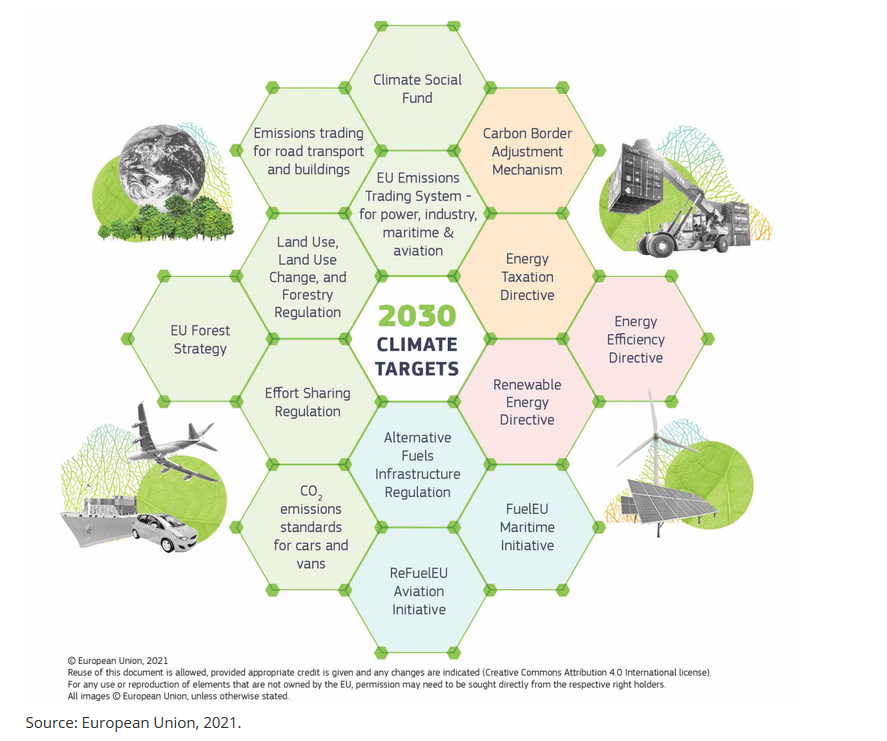 Climate Social
Fund
Emissions trading
for road transport
and buildings
Carbon Border
Adjustment
Mechanism
EU Emissions
Trading System –
for power, industry,
maritime &
aviation
Land Use,
Land Use
Change, and
Forestry
Regulation
Energy
Taxation
Directive
EU Forest
Strategy
2030
CLIMATE
TARGETS
Energy
Efficiency
Directive
Effort Sharing
Regulation
Renewable
Energy
Directive
Alternative
Fuels
Infrastructure
Regulation
CO₂
emissions
standards
for cars and
vans
FuelEU
Maritime
Initiative
ReFuelEU
Aviation
Initiative
© European Union, 2021
Reuse of this document is allowed, provided appropriate credit is given and any changes are indicated (Creative Commons Attribution 4.0 International license).
For any use or reproduction of elements that are not owned by the EU, permission may need to be sought directly from the respective right holders.
All images © European Union, unless otherwise stated.
Source: European Union, 2021.